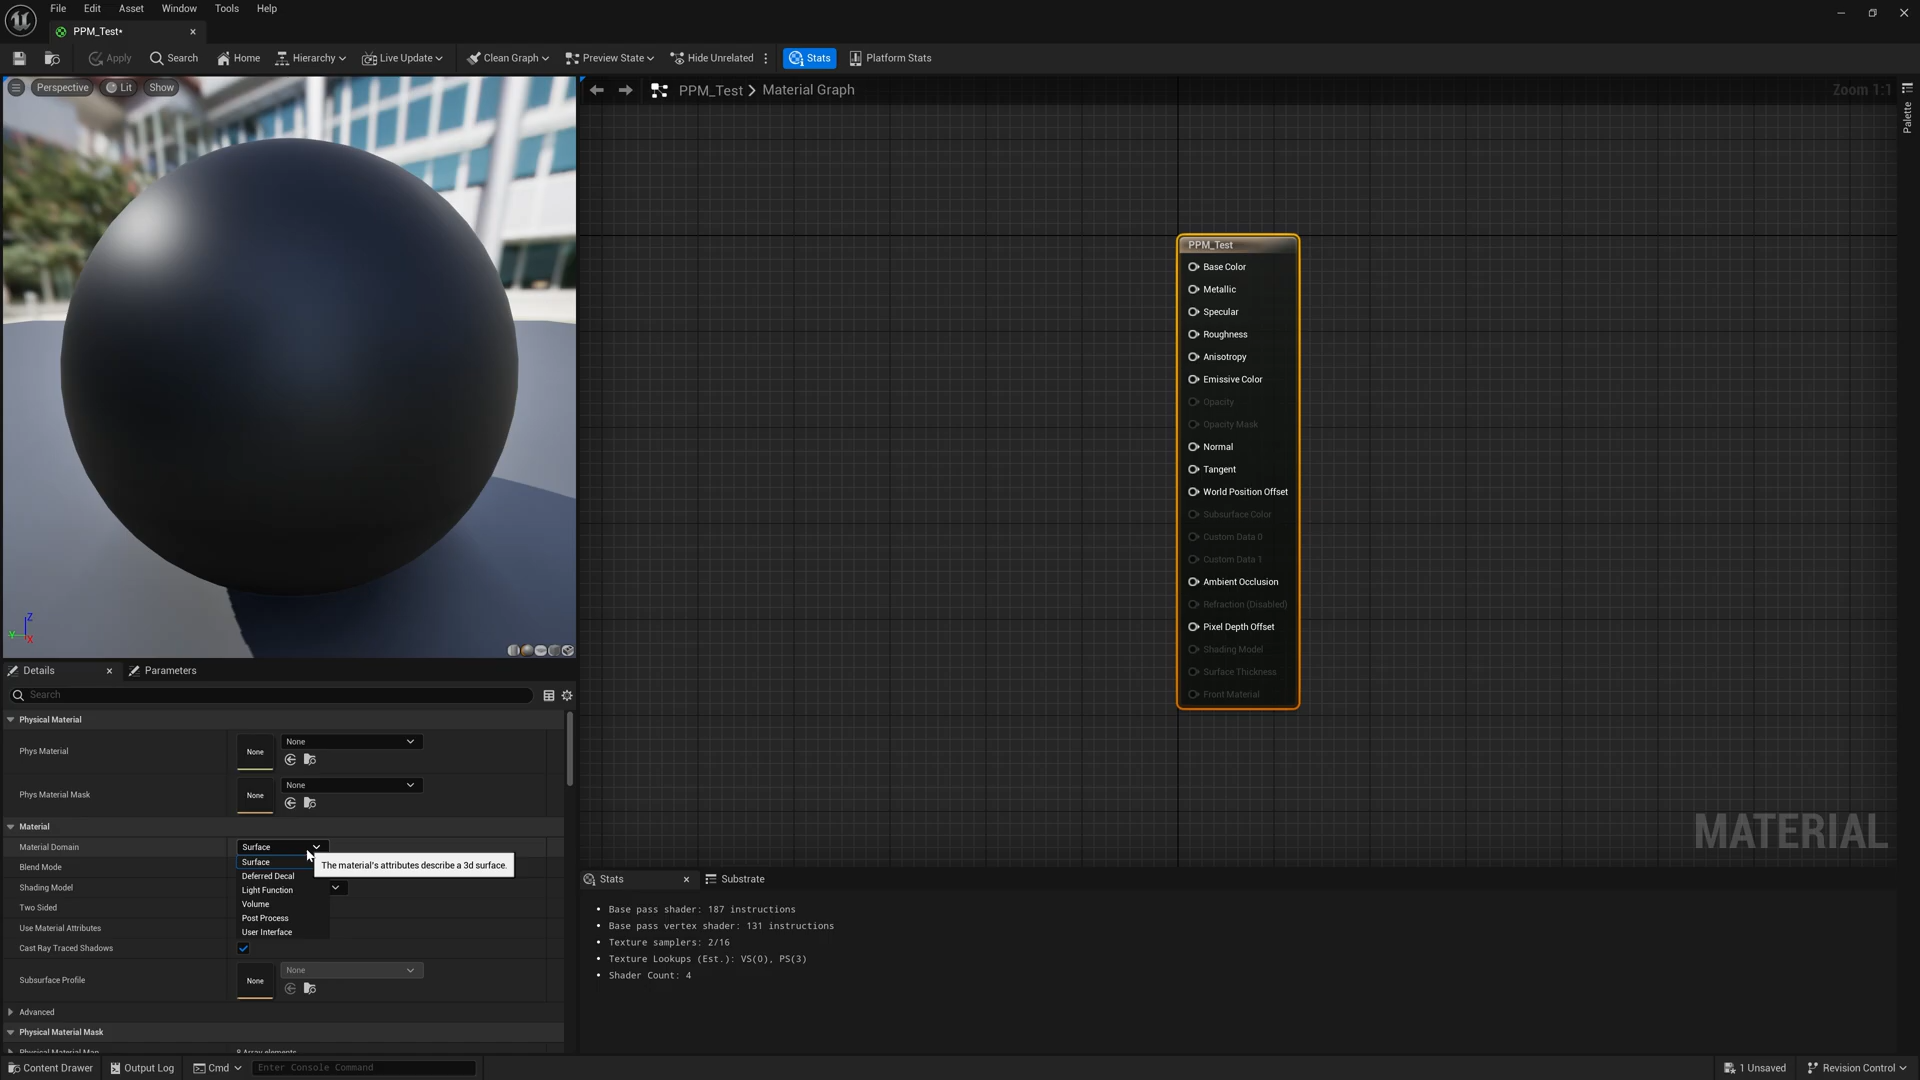 File Edit Asset Window Tools Help
PPM_Test•
Apply Search Home Hierarchy Live Update Clean Graph Preview State Hide Unrelated Stats Platform Stats
Perspective Lit Show
PPM_Test > Material Graph
Zoom 1:1
Palette
PPM_Test
Base Color
Metallic
Specular
Roughness
Anisotropy
Emissive Color
Opacity
Opacity Mask
Normal
Tangent
World Position Offset
Subsurface Color
Custom Data 0
Custom Data 1
Ambient Occlusion
Refraction (Disabled)
Pixel Depth Offset
Shading Model
Surface Thickness
Front Material
MATERIAL
Z
Y
X
Details Parameters
Search
Physical Material
Phys Material None None
Phys Material Mask None None
Material
Material Domain Surface
Blend Mode
Shading Model
Two Sided
Use Material Attributes
Cast Ray Traced Shadows
Surface
Deferred Decal
Light Function
Volume
Post Process
User Interface
The material's attributes describe a 3d surface.
Subsurface Profile None None
Advanced
Physical Material Mask
Physical Material Map 8 Array elements
Stats Substrate
• Base pass shader: 187 instructions
• Base pass vertex shader: 131 instructions
• Texture samplers: 2/16
• Texture Lookups (Est.): VS(0), PS(3)
• Shader Count: 4
Content Drawer Output Log Cmd Enter Console Command 1 Unsaved Revision Control